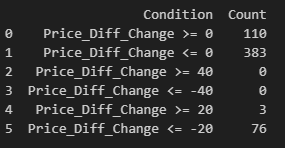 Condition Count
0 Price_Diff_Change >= 0 110
1 Price_Diff_Change <= 0 383
2 Price_Diff_Change >= 40 0
3 Price_Diff_Change <= -40 0
4 Price_Diff_Change >= 20 3
5 Price_Diff_Change <= -20 76